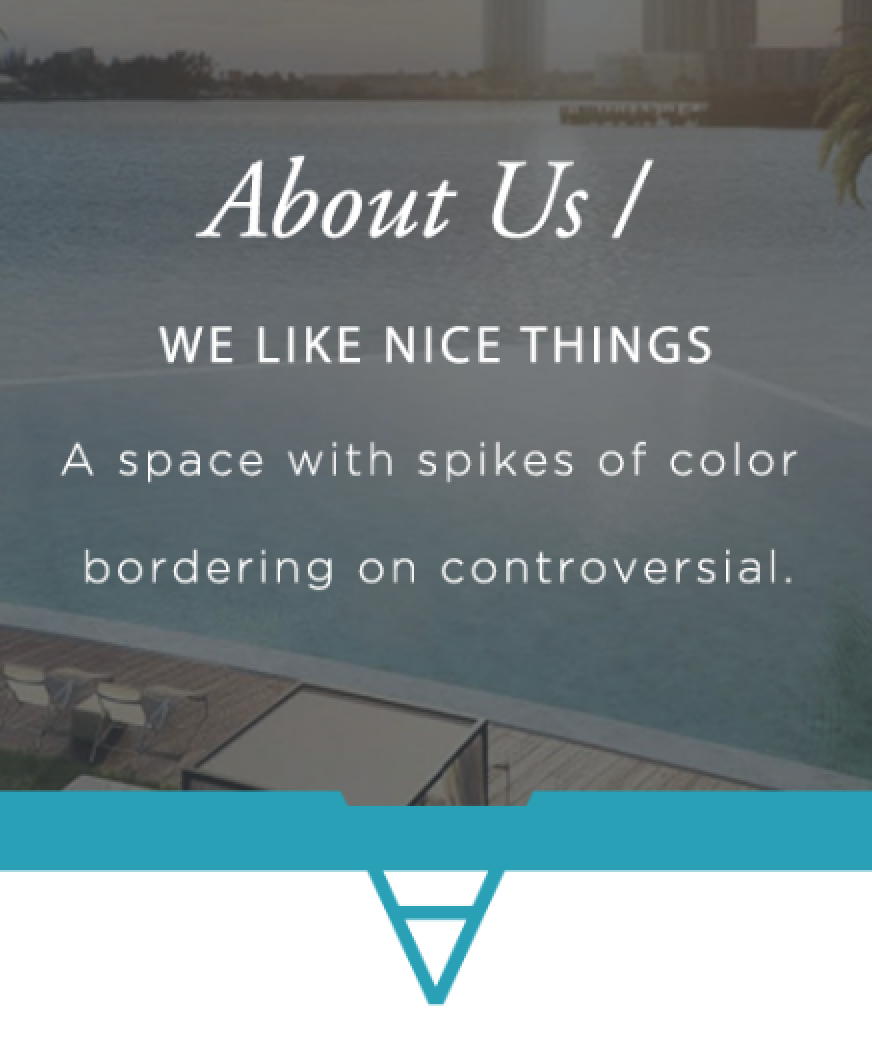 About Us /
WE LIKE NICE THINGS
A space with spikes of color
bordering on controversial.